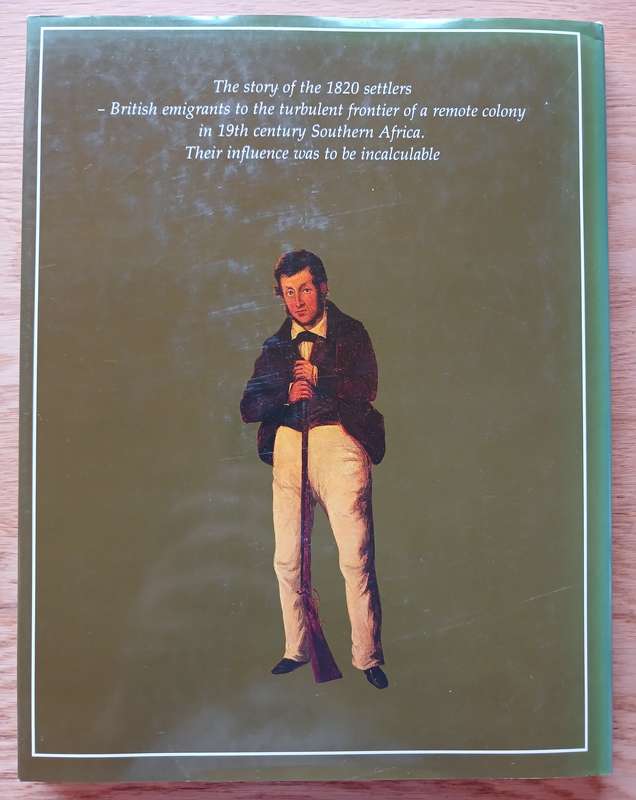 The story of the 1820 settlers
– British emigrants to the turbulent frontier of a remote colony
in 19th century Southern Africa.
Their influence was to be incalculable